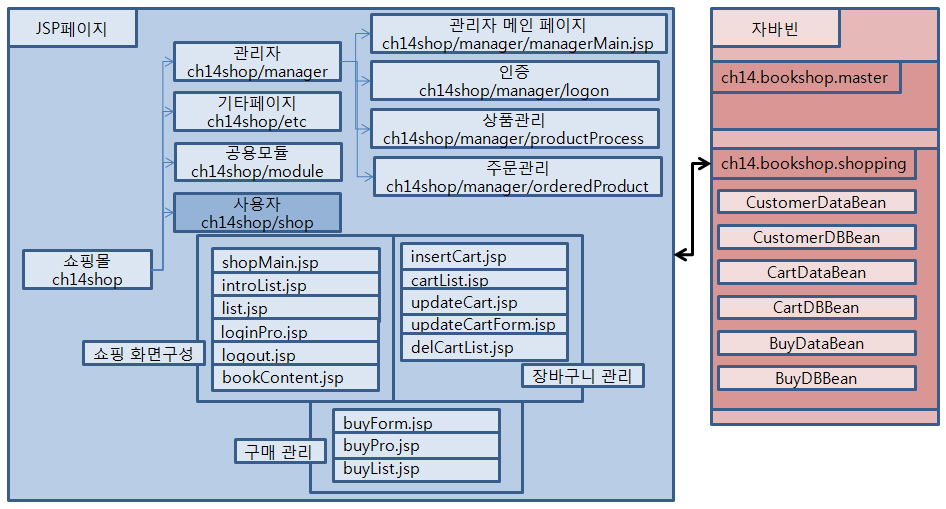 JSP페이지
관리자
ch14shop/manager
관리자 메인 페이지
ch14shop/manager/managerMain.jsp
인증
ch14shop/manager/logon
기타페이지
ch14shop/etc
상품관리
ch14shop/manager/productProcess
공용모듈
ch14shop/module
주문관리
ch14shop/manager/orderedProduct
사용자
ch14shop/shop
쇼핑몰
ch14shop
shopMain.jsp
introList.jsp
list.jsp
loginPro.jsp
logout.jsp
bookContent.jsp
쇼핑 화면구성
insertCart.jsp
cartList.jsp
updateCart.jsp
updateCartForm.jsp
delCartList.jsp
장바구니 관리
구매 관리
buyForm.jsp
buyPro.jsp
buyList.jsp
자바빈
ch14.bookshop.master
ch14.bookshop.shopping
CustomerDataBean
CustomerDBBean
CartDataBean
CartDBBean
BuyDataBean
BuyDBBean